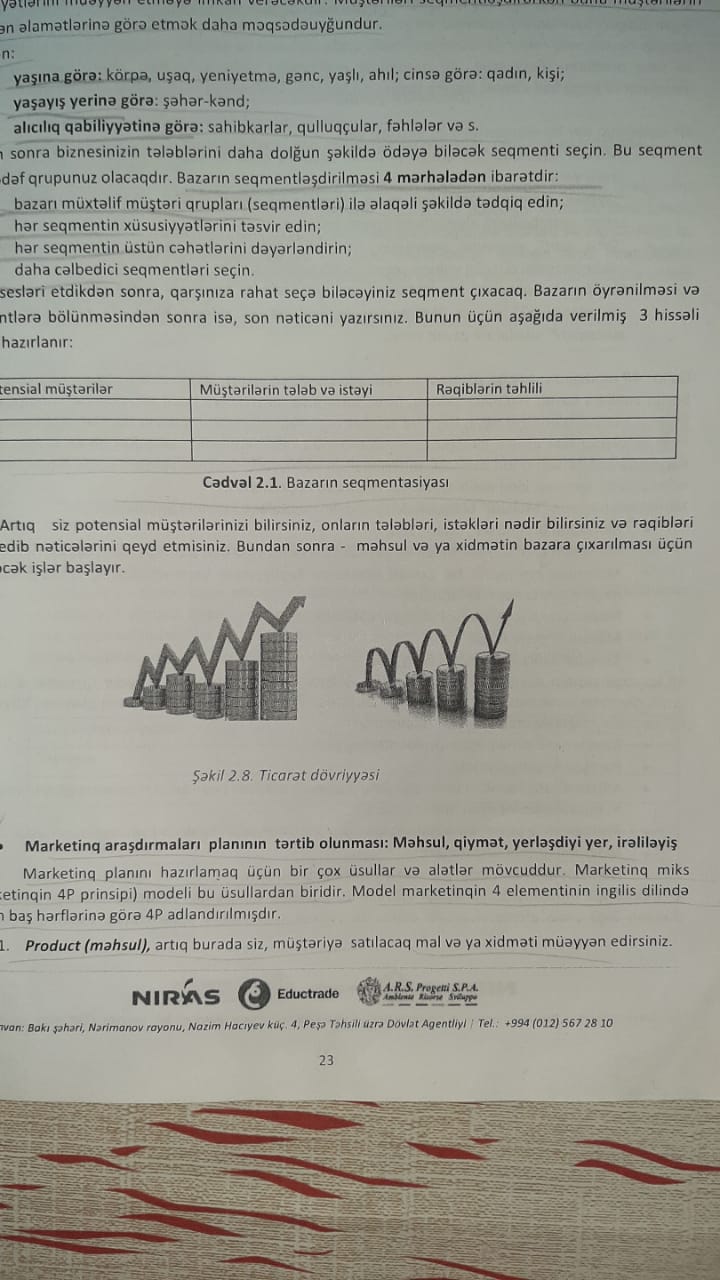 ən əlamətlərinə görə etmək daha məqsədəuyğundur.
n:
yaşına görə: körpə, uşaq, yeniyetmə, gənc, yaşlı, ahıl; cinsə görə: qadın, kişi;
yaşayış yerinə görə: şəhər-kənd;
alıcılıq qabiliyyətinə görə: sahibkarlar, qulluqçular, fəhlələr və s.
sonra biznesinizin tələblərini daha dolğun şəkildə ödəyə biləcək seqmenti seçin. Bu seqment
dəf qrupunuz olacaqdır. Bazarın seqmentləşdirilməsi 4 mərhələdən ibarətdir:
bazarı müxtəlif müştəri qrupları (seqmentləri) ilə əlaqəli şəkildə tədqiq edin;
hər seqmentin xüsusiyyətlərini təsvir edin;
hər seqmentin üstün cəhətlərini dəyərləndirin;
daha cəlbedici seqmentləri seçin.
sesləri etdikdən sonra, qarşınıza rahat seçə biləcəyiniz seqment çıxacaq. Bazarın öyrənilməsi və
ntlərə bölünməsindən sonra isə, son nəticəni yazırsınız. Bunun üçün aşağıda verilmiş 3 hissəli
hazırlanır:
tensial müştərilər Müştərilərin tələb və istəyi Rəqiblərin təhlili
Cədvəl 2.1. Bazarın seqmentasiyası
Artıq siz potensial müştərilərinizi bilirsiniz, onların tələbləri, istəkləri nədir bilirsiniz və rəqibləri
edib nəticələrini qeyd etmisiniz. Bundan sonra - məhsul və ya xidmətin bazara çıxarılması üçün
cək işlər başlayır.
Şəkil 2.8. Ticarət dövriyyəsi
• Marketinq araşdırmaları planının tərtib olunması: Məhsul, qiymət, yerləşdiyi yer, irəliləyiş
Marketinq planını hazırlamaq üçün bir çox üsullar və alətlər mövcuddur. Marketinq miks
ketinqin 4P prinsipi) modeli bu üsullardan biridir. Model marketinqin 4 elementinin ingilis dilində
n baş hərflərinə görə 4P adlandırılmışdır.
1. Product (məhsul), artıq burada siz, müştəriyə satılacaq mal və ya xidməti müəyyən edirsiniz.
NIRAS Eductrade A.R.S. Progetti S.P.A.
Ambiente Risorse Sviluppo
nvan: Bakı şəhəri, Nərimanov rayonu, Nazim Hacıyev küç. 4, Peşə Təhsili üzrə Dövlət Agentliyi | Tel.: +994 (012) 567 28 10
23